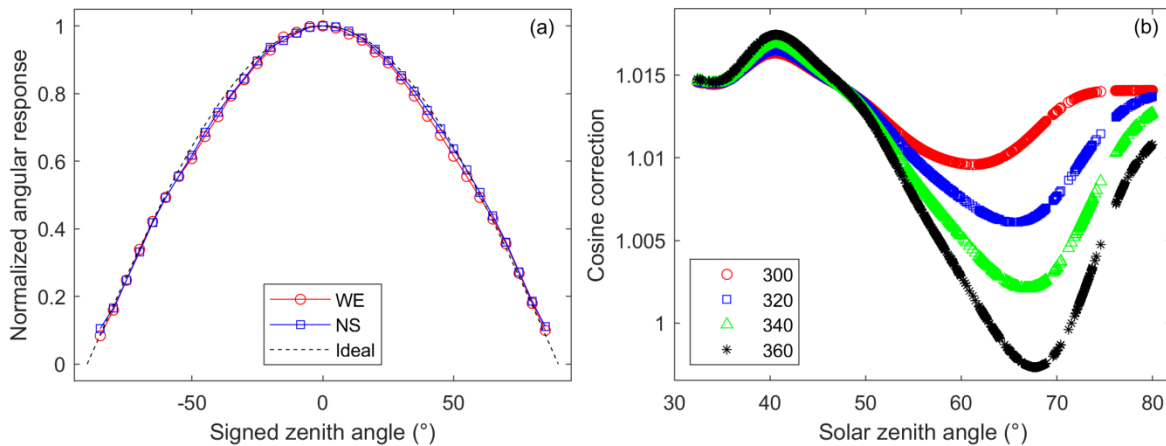 (a)
Normalized angular response
1
0.8
0.6
0.4
0.2
0
WE
NS
Ideal
-50
0
50
Signed zenith angle (°)
(b)
Cosine correction
1.015
1.01
1.005
1
300
320
340
360
30
40
50
60
70
80
Solar zenith angle (°)